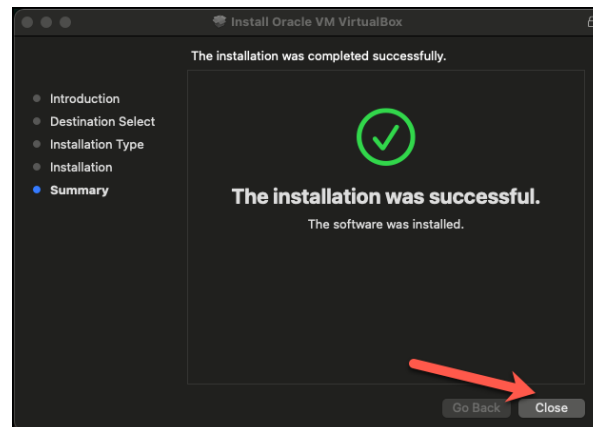 Install Oracle VM VirtualBox
The installation was completed successfully.
Introduction
Destination Select
Installation Type
Installation
Summary
The installation was successful.
The software was installed.
Go Back
Close